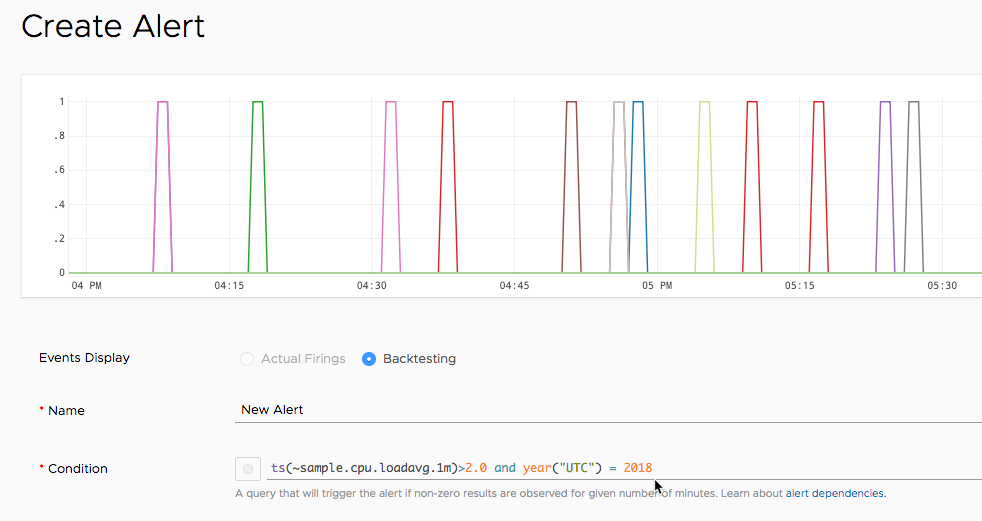 Create Alert
1
.8
.6
.4
.2
0
04 PM 04:15 04:30 04:45 05 PM 05:15 05:30
Events Display Actual Firings Backtesting
* Name New Alert
* Condition ts(~sample.cpu.loadavg.1m)>2.0 and year("UTC") = 2018
A query that will trigger the alert if non-zero results are observed for given number of minutes. Learn about alert dependencies.